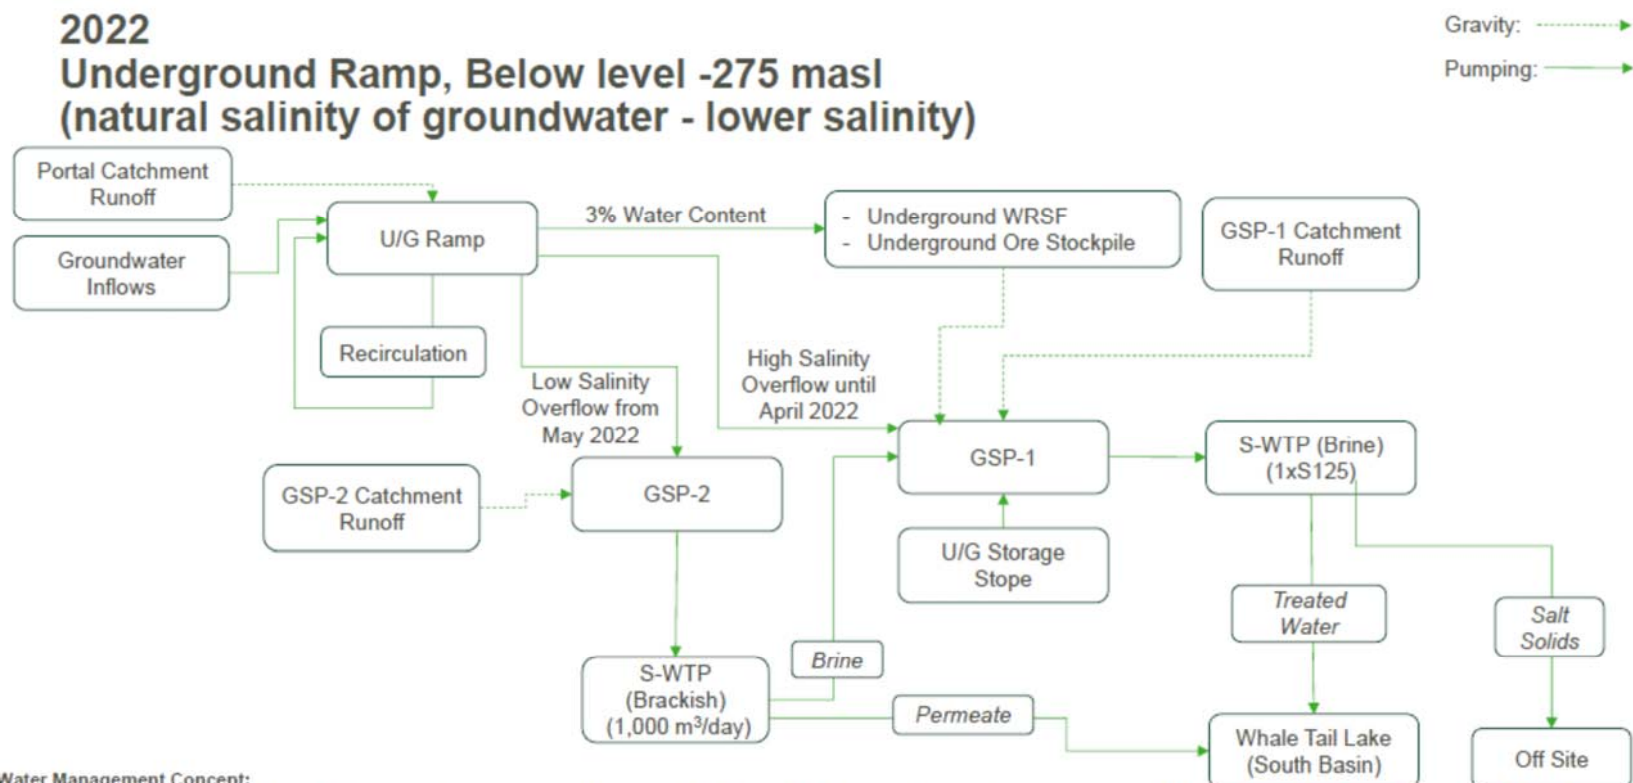 2022
Underground Ramp, Below level -275 masl
(natural salinity of groundwater - lower salinity)
Gravity:
Pumping:
Portal Catchment
Runoff
Groundwater
Inflows
U/G Ramp
3% Water Content
- Underground WRSF
- Underground Ore Stockpile
GSP-1 Catchment
Runoff
Recirculation
Low Salinity
Overflow from
May 2022
High Salinity
Overflow until
April 2022
GSP-2 Catchment
Runoff
GSP-2
GSP-1
S-WTP (Brine)
(1xS125)
U/G Storage
Stope
Treated
Water
Salt
Solids
S-WTP
(Brackish)
(1,000 m³/day)
Brine
Permeate
Whale Tail Lake
(South Basin)
Off Site
Water Management Concept: